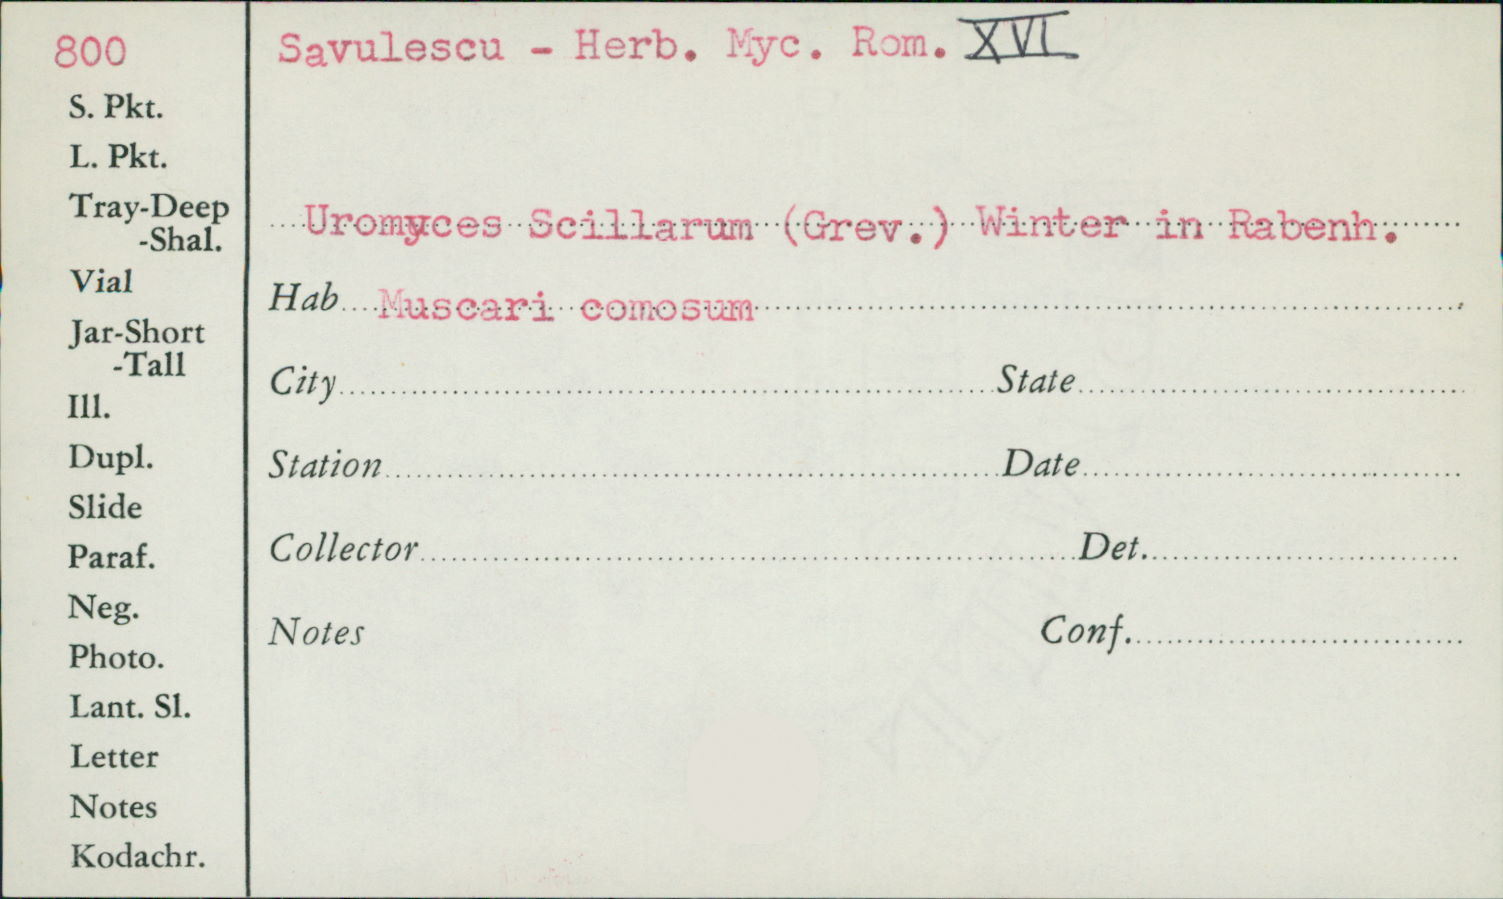 800
Savulescu - Herb. Myc. Rom. XVI
S. Pkt.
L. Pkt.
Tray-Deep
-Shal.
Vial
Jar-Short
-Tall
Ill.
Dupl.
Slide
Paraf.
Neg.
Photo.
Lant. Sl.
Letter
Notes
Kodachr.
Uromyces Scillarum (Grev.) Winter in Rabenh.
Hab Muscari comosum
City State
Station Date
Collector Det.
Notes Conf.